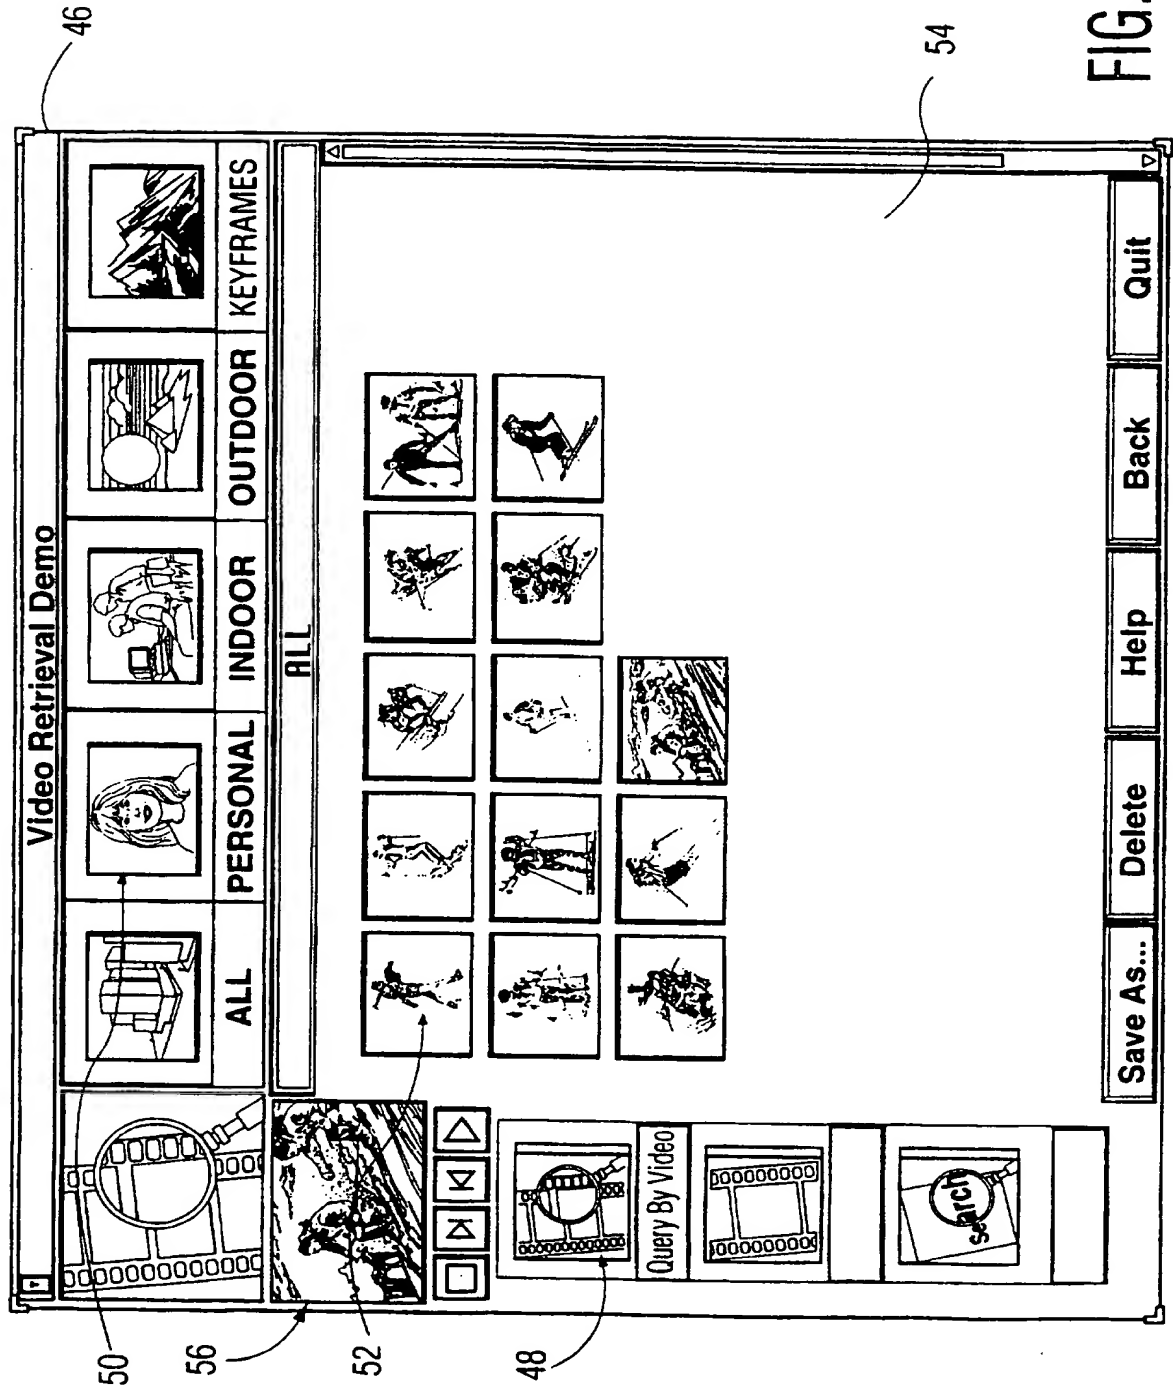 46
Video Retrieval Demo
ALL PERSONAL INDOOR OUTDOOR KEYFRAMES
ALL
50
56
52
48
54
Query By Video
Search
Save As... Delete Help Back Quit
FIG.